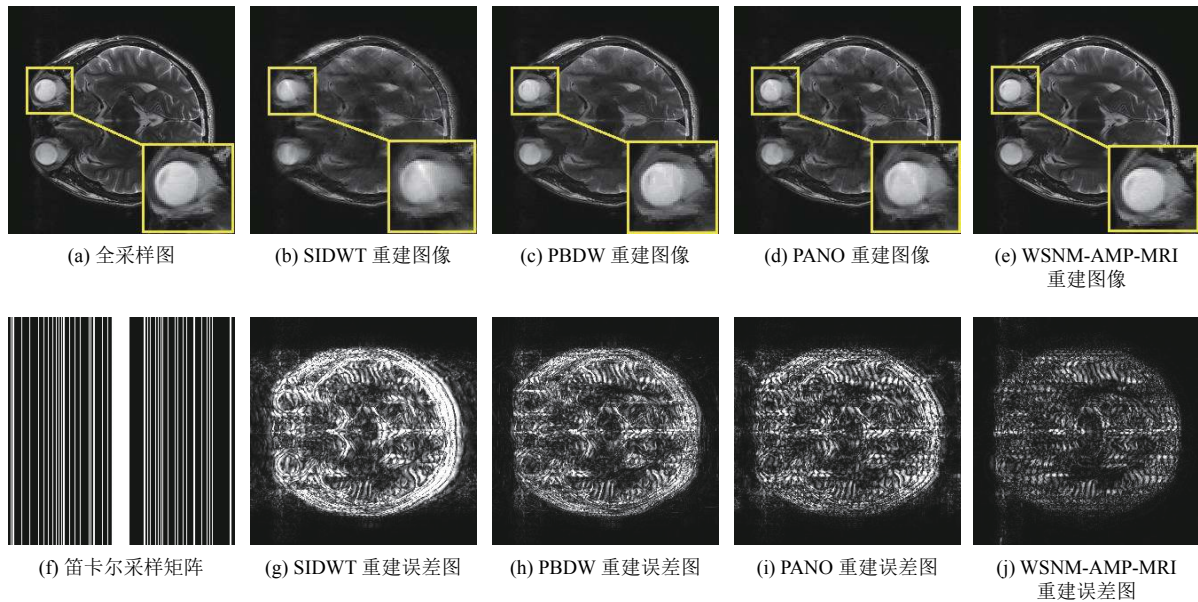 (a) 全采样图
(b) SIDWT 重建图像
(c) PBDW 重建图像
(d) PANO 重建图像
(e) WSNM-AMP-MRI
重建图像
(f) 笛卡尔采样矩阵
(g) SIDWT 重建误差图
(h) PBDW 重建误差图
(i) PANO 重建误差图
(j) WSNM-AMP-MRI
重建误差图